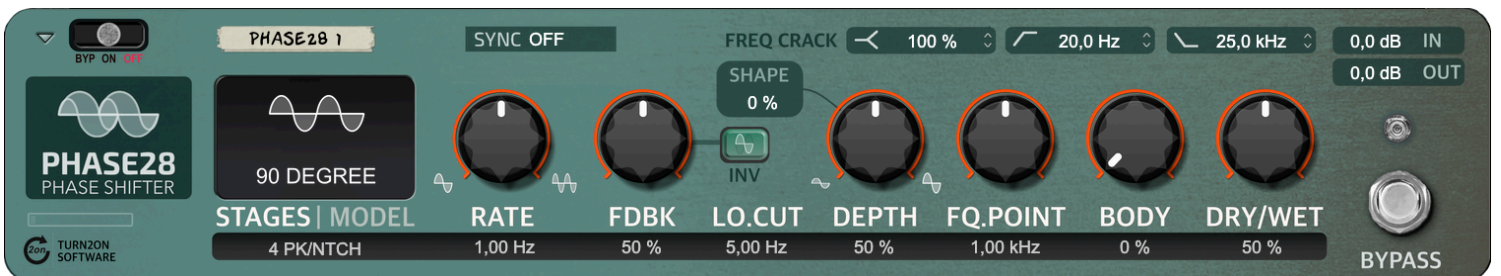 BYP ON OFF
PHASE28 1
SYNC OFF
FREQ CRACK 100 % 20,0 Hz 25,0 kHz
0,0 dB IN
0,0 dB OUT
SHAPE
0 %
PHASE28
PHASE SHIFTER
90 DEGREE
INV
STAGES | MODEL RATE FDBK LO.CUT DEPTH FQ.POINT BODY DRY/WET
4 PK/NTCH 1,00 Hz 50 % 5,00 Hz 50 % 1,00 kHz 0 % 50 %
2on TURN2ON
SOFTWARE
BYPASS